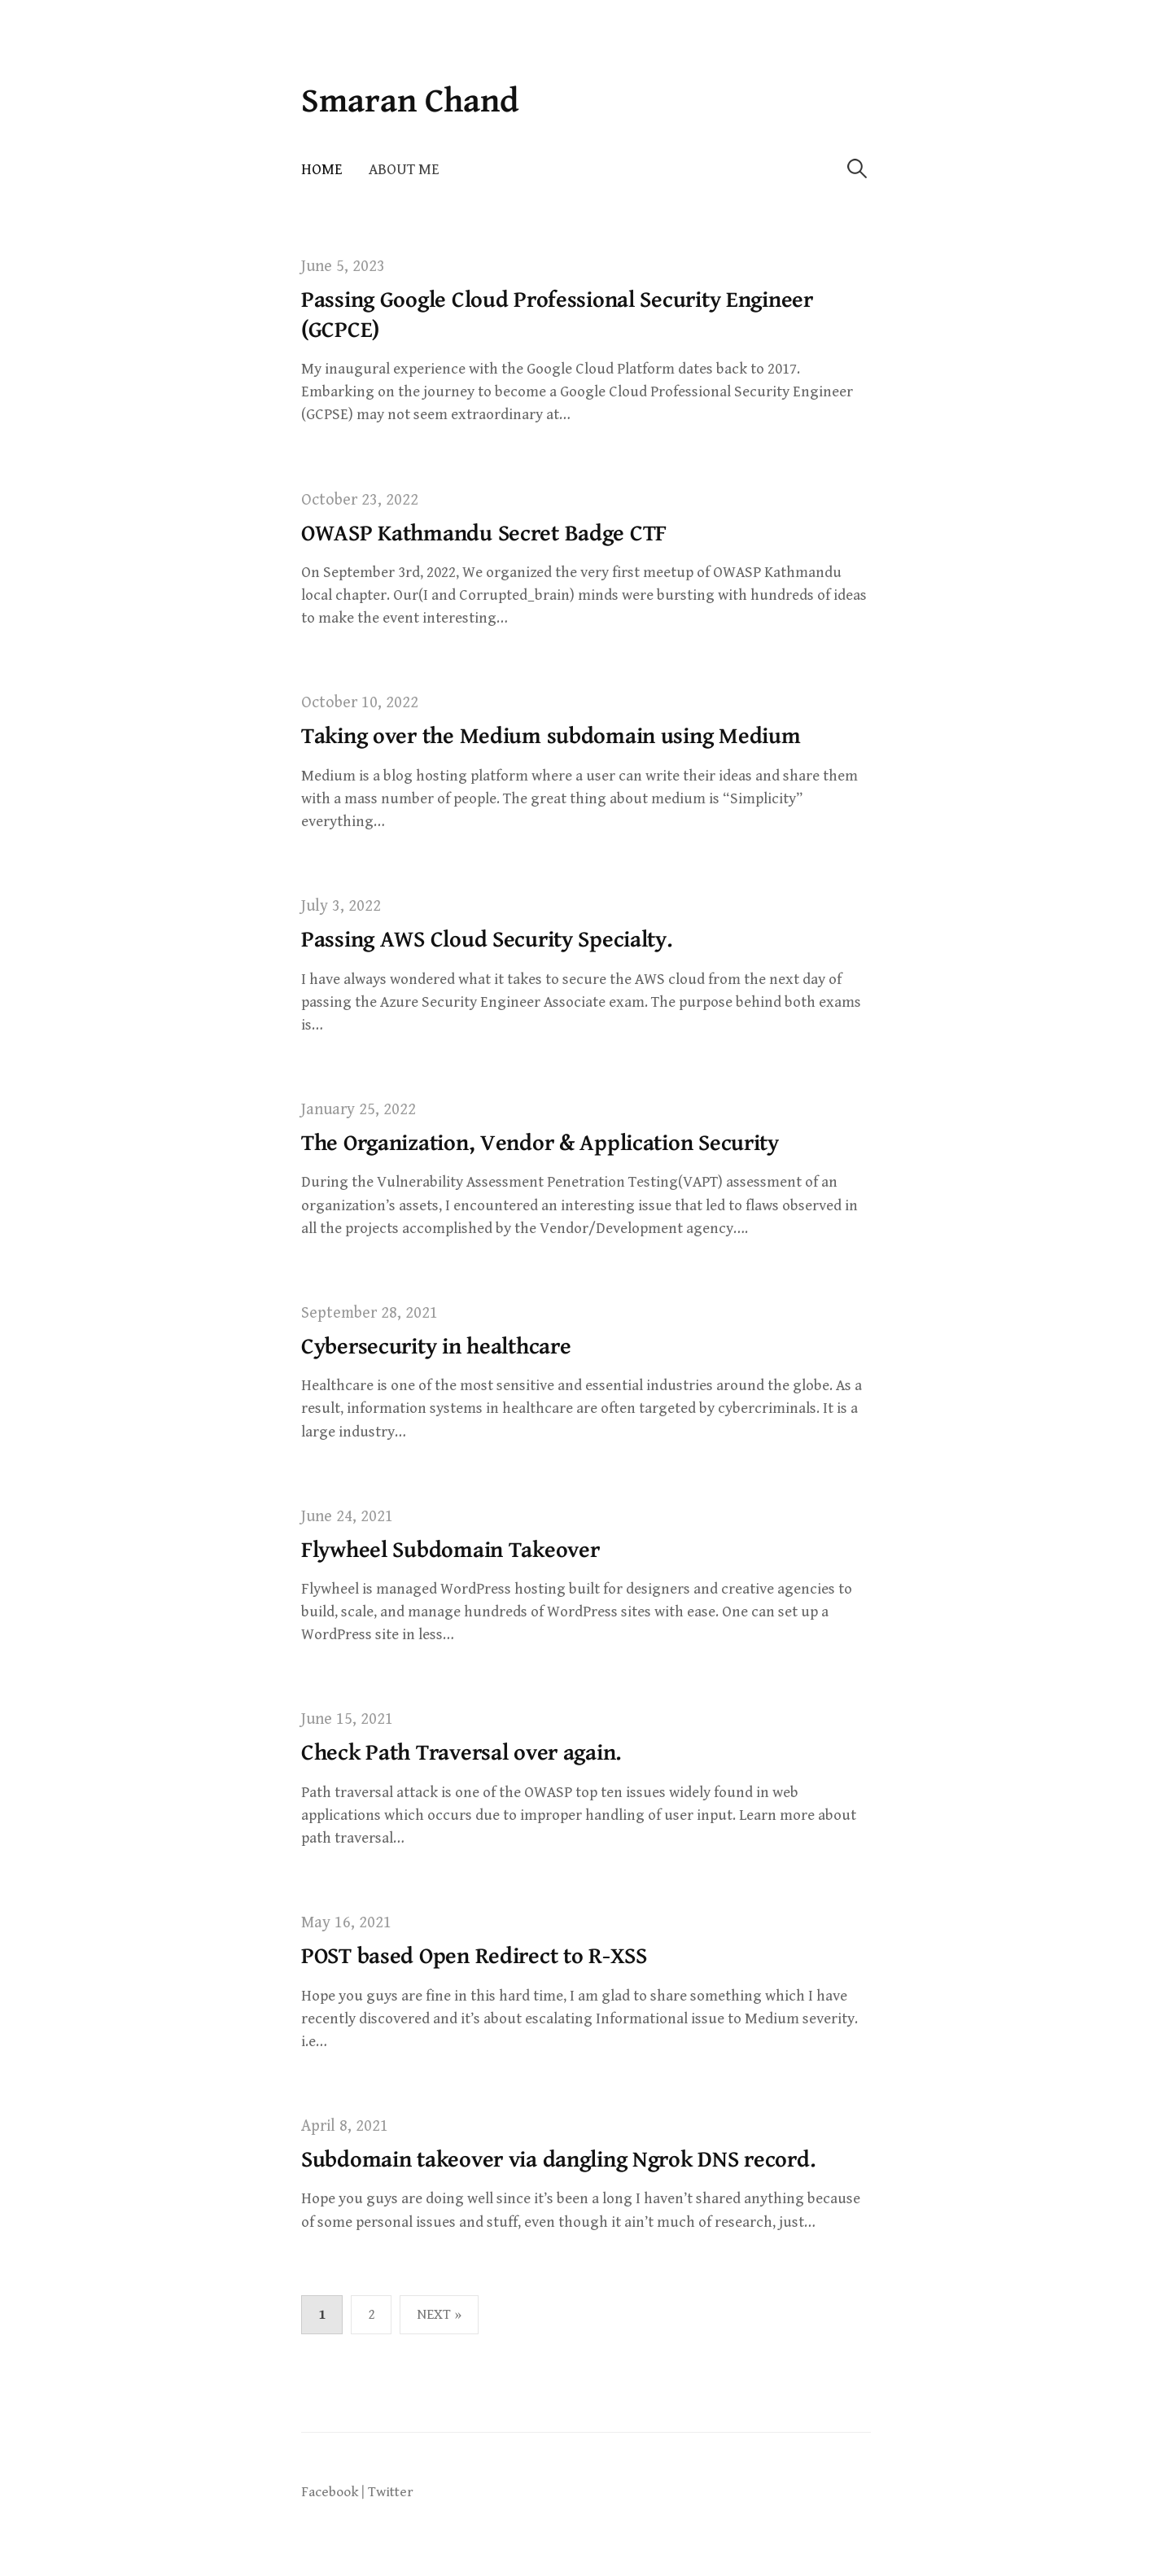 Smaran Chand
HOME
ABOUT ME
June 5, 2023
Passing Google Cloud Professional Security Engineer
(GCPCE)
My inaugural experience with the Google Cloud Platform dates back to 2017.
Embarking on the journey to become a Google Cloud Professional Security Engineer
(GCPSE) may not seem extraordinary at…
October 23, 2022
OWASP Kathmandu Secret Badge CTF
On September 3rd, 2022, We organized the very first meetup of OWASP Kathmandu
local chapter. Our(I and Corrupted_brain) minds were bursting with hundreds of ideas
to make the event interesting…
October 10, 2022
Taking over the Medium subdomain using Medium
Medium is a blog hosting platform where a user can write their ideas and share them
with a mass number of people. The great thing about medium is “Simplicity”
everything…
July 3, 2022
Passing AWS Cloud Security Specialty.
I have always wondered what it takes to secure the AWS cloud from the next day of
passing the Azure Security Engineer Associate exam. The purpose behind both exams
is…
January 25, 2022
The Organization, Vendor & Application Security
During the Vulnerability Assessment Penetration Testing(VAPT) assessment of an
organization’s assets, I encountered an interesting issue that led to flaws observed in
all the projects accomplished by the Vendor/Development agency….
September 28, 2021
Cybersecurity in healthcare
Healthcare is one of the most sensitive and essential industries around the globe. As a
result, information systems in healthcare are often targeted by cybercriminals. It is a
large industry…
June 24, 2021
Flywheel Subdomain Takeover
Flywheel is managed WordPress hosting built for designers and creative agencies to
build, scale, and manage hundreds of WordPress sites with ease. One can set up a
WordPress site in less…
June 15, 2021
Check Path Traversal over again.
Path traversal attack is one of the OWASP top ten issues widely found in web
applications which occurs due to improper handling of user input. Learn more about
path traversal…
May 16, 2021
POST based Open Redirect to R-XSS
Hope you guys are fine in this hard time, I am glad to share something which I have
recently discovered and it’s about escalating Informational issue to Medium severity.
i.e…
April 8, 2021
Subdomain takeover via dangling Ngrok DNS record.
Hope you guys are doing well since it’s been a long I haven’t shared anything because
of some personal issues and stuff, even though it ain’t much of research, just…
1
2
NEXT »
Facebook | Twitter